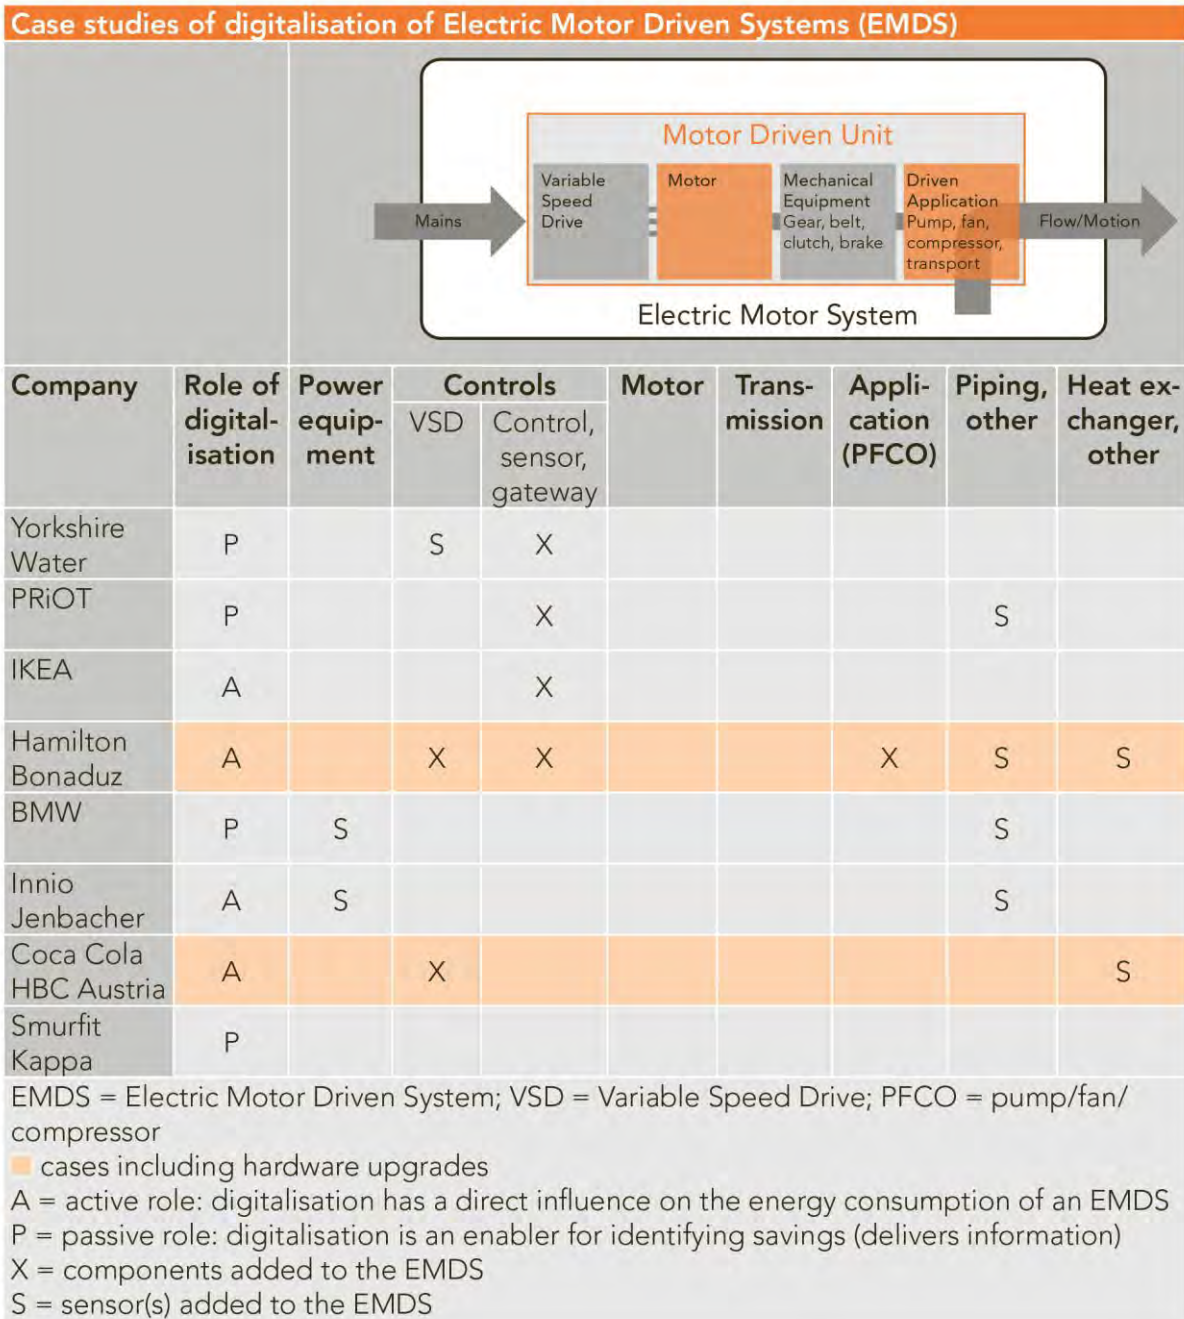 Case studies of digitalisation of Electric Motor Driven Systems (EMDS)
Motor Driven Unit
Variable
Speed
Drive
Motor
Mechanical
Equipment
Gear, belt,
clutch, brake
Driven
Application
Pump, fan,
compressor,
transport
Mains
Flow/Motion
Electric Motor System
Company
Role of
digital-
isation
Power
equip-
ment
Controls
VSD
Control,
sensor,
gateway
Motor
Trans-
mission
Appli-
cation
(PFCO)
Piping,
other
Heat ex-
changer,
other
Yorkshire
Water
P S X
PRiOT
P X S
IKEA
A X
Hamilton
Bonaduz
A X X X S S
BMW
P S S
Innio
Jenbacher
A S S
Coca Cola
HBC Austria
A X S
Smurfit
Kappa
P
EMDS = Electric Motor Driven System; VSD = Variable Speed Drive; PFCO = pump/fan/
compressor
cases including hardware upgrades
A = active role: digitalisation has a direct influence on the energy consumption of an EMDS
P = passive role: digitalisation is an enabler for identifying savings (delivers information)
X = components added to the EMDS
S = sensor(s) added to the EMDS